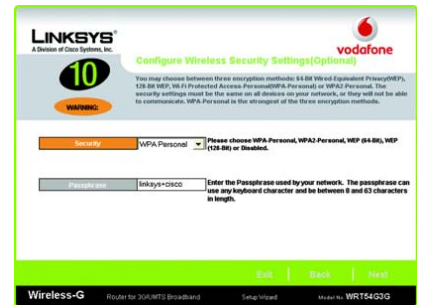 LINKSYS®
A Division of Cisco Systems, Inc.
vodafone
10
WARNING:
Configure Wireless Security Settings(Optional)
You may choose between three encryption methods: 64-Bit Wired-Equivalent Privacy(WEP),
128-Bit WEP, Wi-Fi Protected Access-Personal(WPA-Personal) or WPA2-Personal. The
security settings must be the same on all devices on your network, or they will not be able
to communicate. WPA-Personal is the strongest of the three encryption methods.
Security
WPA Personal
Please choose WPA-Personal, WPA2-Personal, WEP (64-Bit), WEP
(128-Bit) or Disabled.
Passphrase
linksys+cisco
Enter the Passphrase used by your network. The passphrase can
use any keyboard character and be between 8 and 63 characters
in length.
Exit
Back
Next
Wireless-G
Router for 3G/UMTS Broadband
Setup Wizard
Model No. WRT54G3G